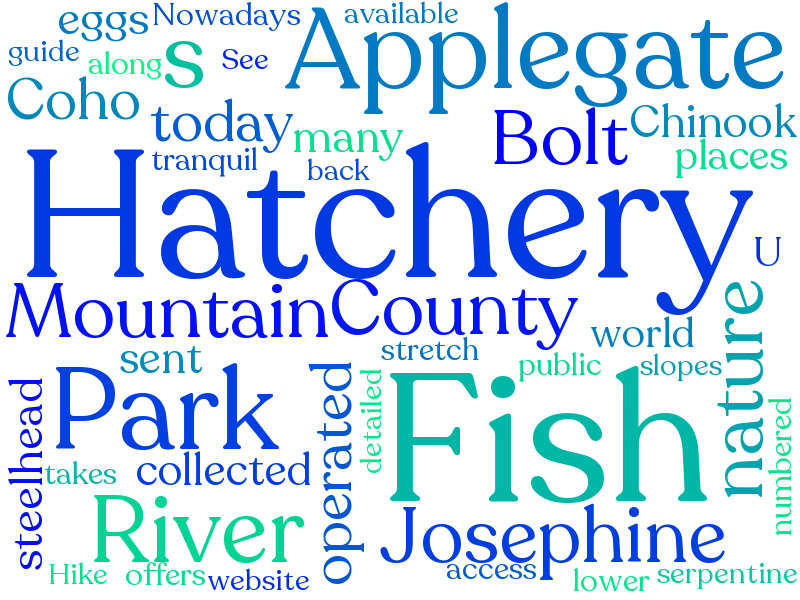 eggs Nowadays available
guide along s See Applegate
Coho today many Bolt Chinook
tranquil back places
Hatchery U
Mountain County nature
sent stretch world
steelhead Park operated detailed Fish public slopes numbered
takes collected
River Josephine
Hike offers website access lower serpentine